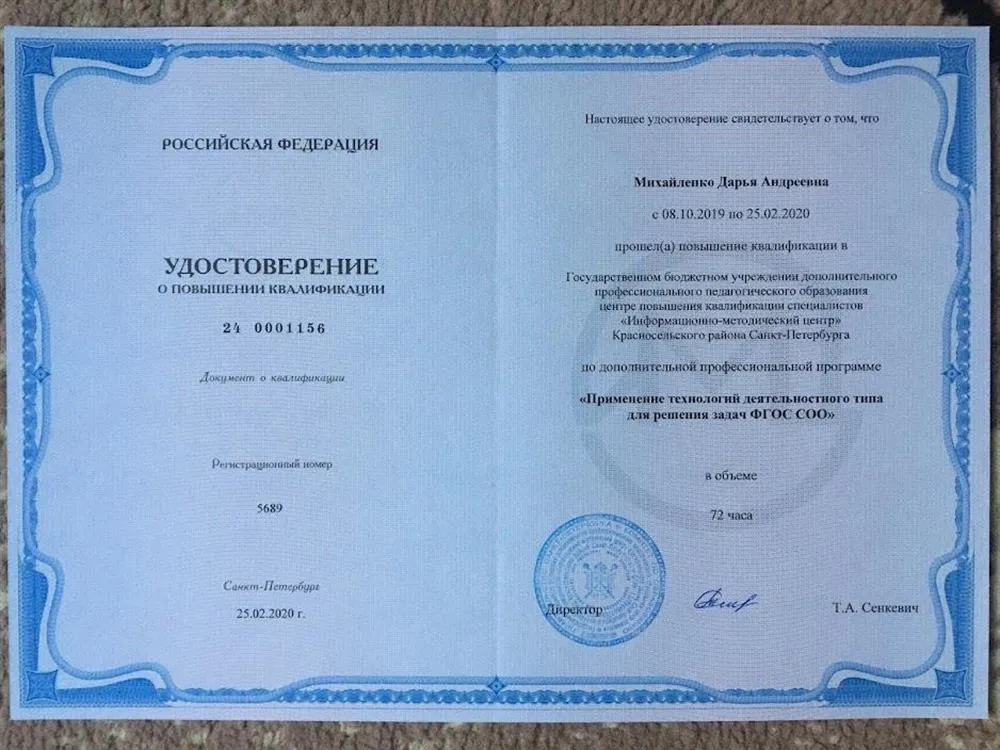 РОССИЙСКАЯ ФЕДЕРАЦИЯ
УДОСТОВЕРЕНИЕ
О ПОВЫШЕНИИ КВАЛИФИКАЦИИ
24 0001156
Документ о квалификации
Регистрационный номер
5689
Санкт-Петербург
25.02.2020 г.
Настоящее удостоверение свидетельствует о том, что
Михайленко Дарья Андреевна
с 08.10.2019 по 25.02.2020
прошел(а) повышение квалификации в
Государственном бюджетном учреждении дополнительного
профессионального педагогического образования
центре повышения квалификации специалистов
«Информационно-методический центр»
Красносельского района Санкт-Петербурга
по дополнительной профессиональной программе
«Применение технологий деятельностного типа
для решения задач ФГОС СОО»
в объеме
72 часа
Директор
Т.А. Сенкевич